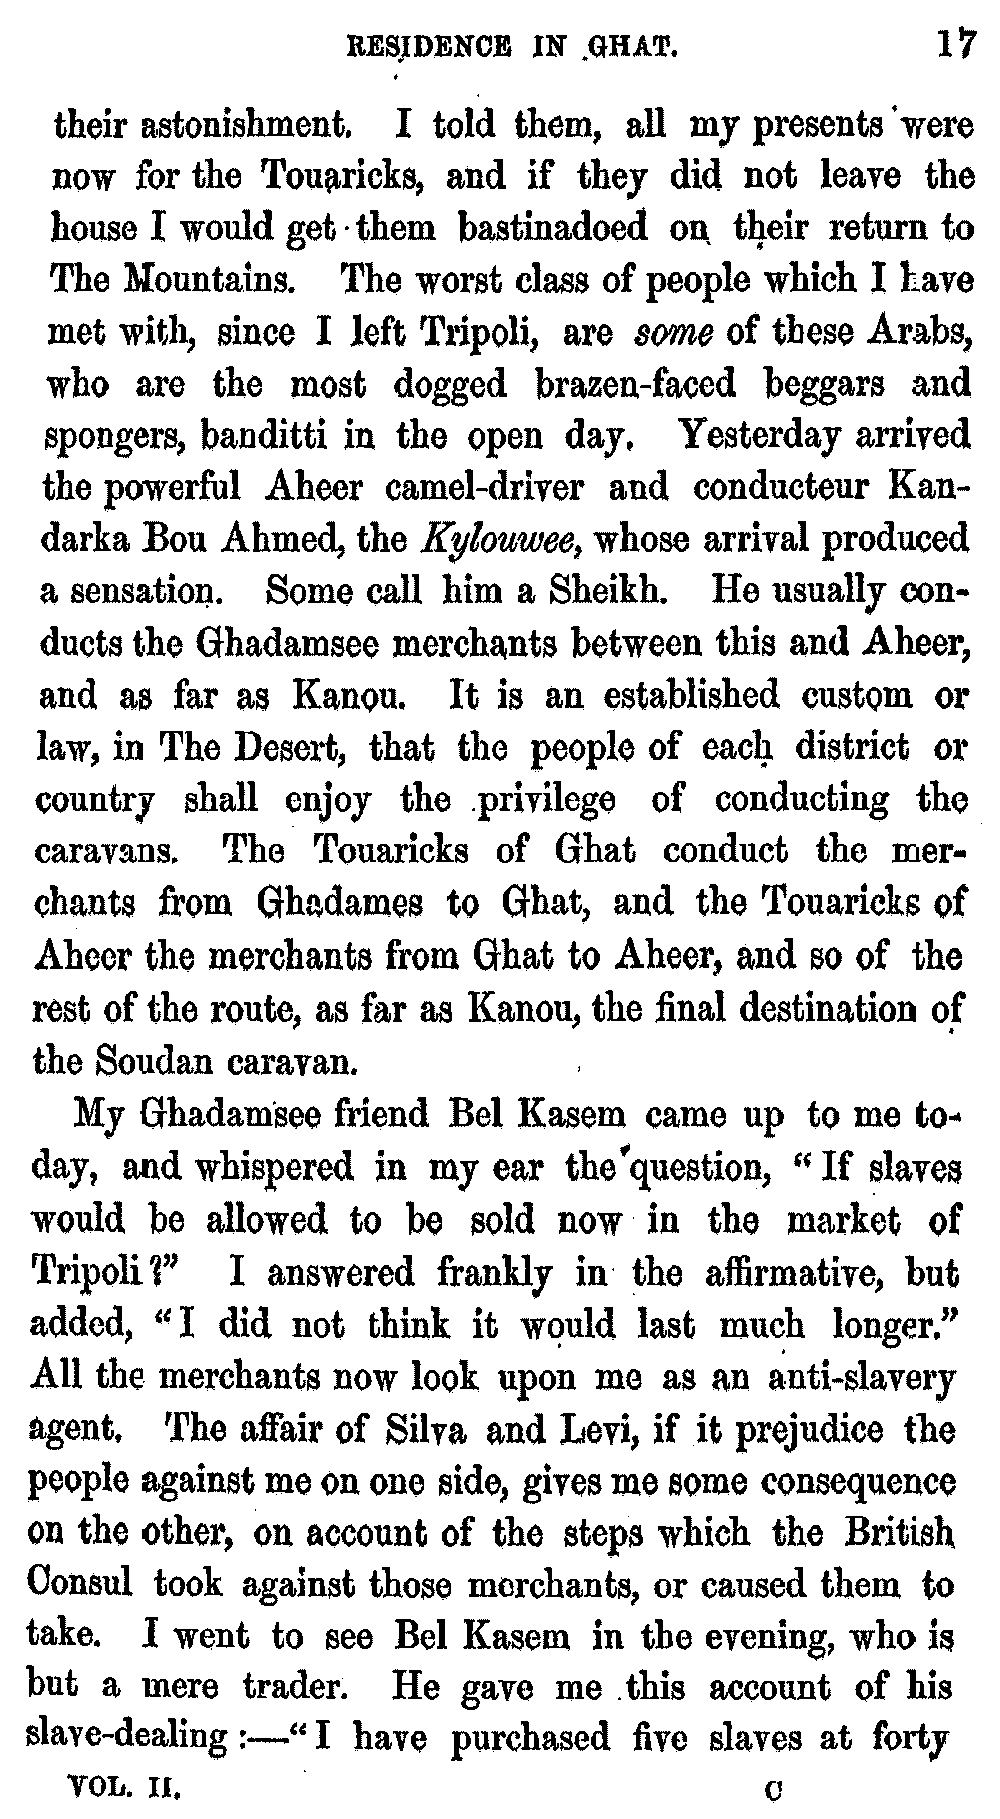 RESIDENCE IN GHAT. 17
their astonishment. I told them, all my presents were
now for the Touaricks, and if they did not leave the
house I would get them bastinadoed on their return to
The Mountains. The worst class of people which I have
met with, since I left Tripoli, are some of these Arabs,
who are the most dogged brazen-faced beggars and
spongers, banditti in the open day. Yesterday arrived
the powerful Aheer camel-driver and conducteur Kan-
darka Bou Ahmed, the Kylouwee, whose arrival produced
a sensation. Some call him a Sheikh. He usually con-
ducts the Ghadamsee merchants between this and Aheer,
and as far as Kanou. It is an established custom or
law, in The Desert, that the people of each district or
country shall enjoy the privilege of conducting the
caravans. The Touaricks of Ghat conduct the mer-
chants from Ghadames to Ghat, and the Touaricks of
Aheer the merchants from Ghat to Aheer, and so of the
rest of the route, as far as Kanou, the final destination of
the Soudan caravan.
My Ghadamsee friend Bel Kasem came up to me to-
day, and whispered in my ear the question, "If slaves
would be allowed to be sold now in the market of
Tripoli?" I answered frankly in the affirmative, but
added, "I did not think it would last much longer."
All the merchants now look upon me as an anti-slavery
agent. The affair of Silva and Levi, if it prejudice the
people against me on one side, gives me some consequence
on the other, on account of the steps which the British
Consul took against those merchants, or caused them to
take. I went to see Bel Kasem in the evening, who is
but a mere trader. He gave me this account of his
slave-dealing:—"I have purchased five slaves at forty
VOL. II. C